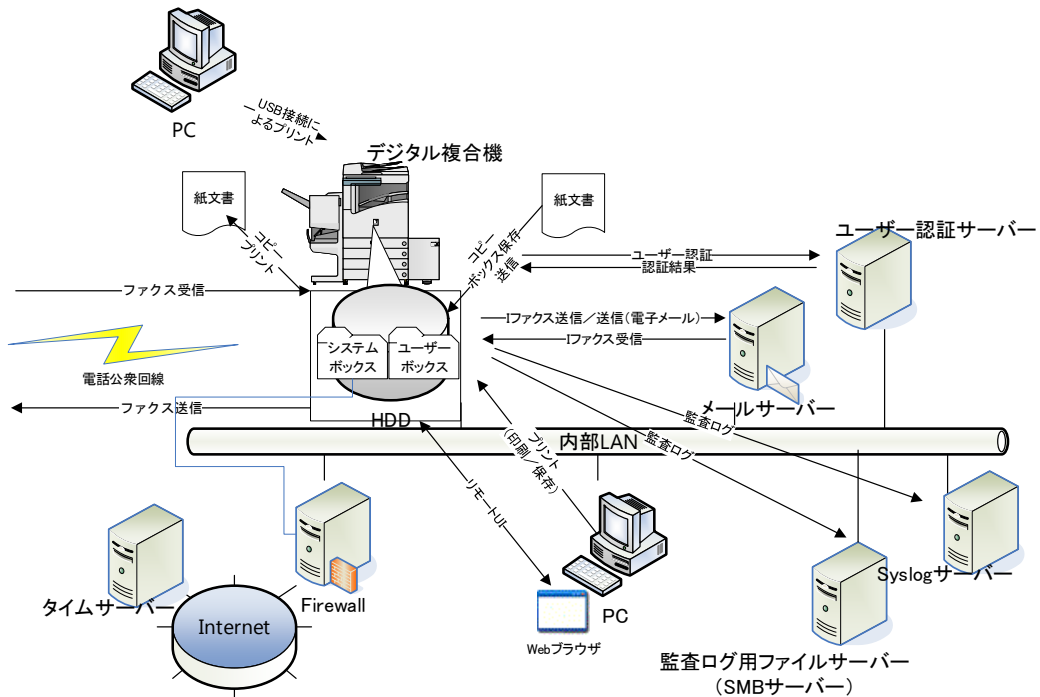 PC
USB接続に
よるプリント
デジタル複合機
紙文書
紙文書
コピー
プリント
コピー
ボックス保存
送信
ユーザー認証サーバー
ユーザー認証
認証結果
ファクス受信
Iファクス送信／送信(電子メール)
Iファクス受信
システム
ボックス
ユーザー
ボックス
電話公衆回線
ファクス送信
HDD
メールサーバー
監査ログ
監査ログ
内部LAN
プリント
(印刷／保存)
リモートUI
タイムサーバー
Firewall
Internet
PC
Webブラウザ
Syslogサーバー
監査ログ用ファイルサーバー
(SMBサーバー)